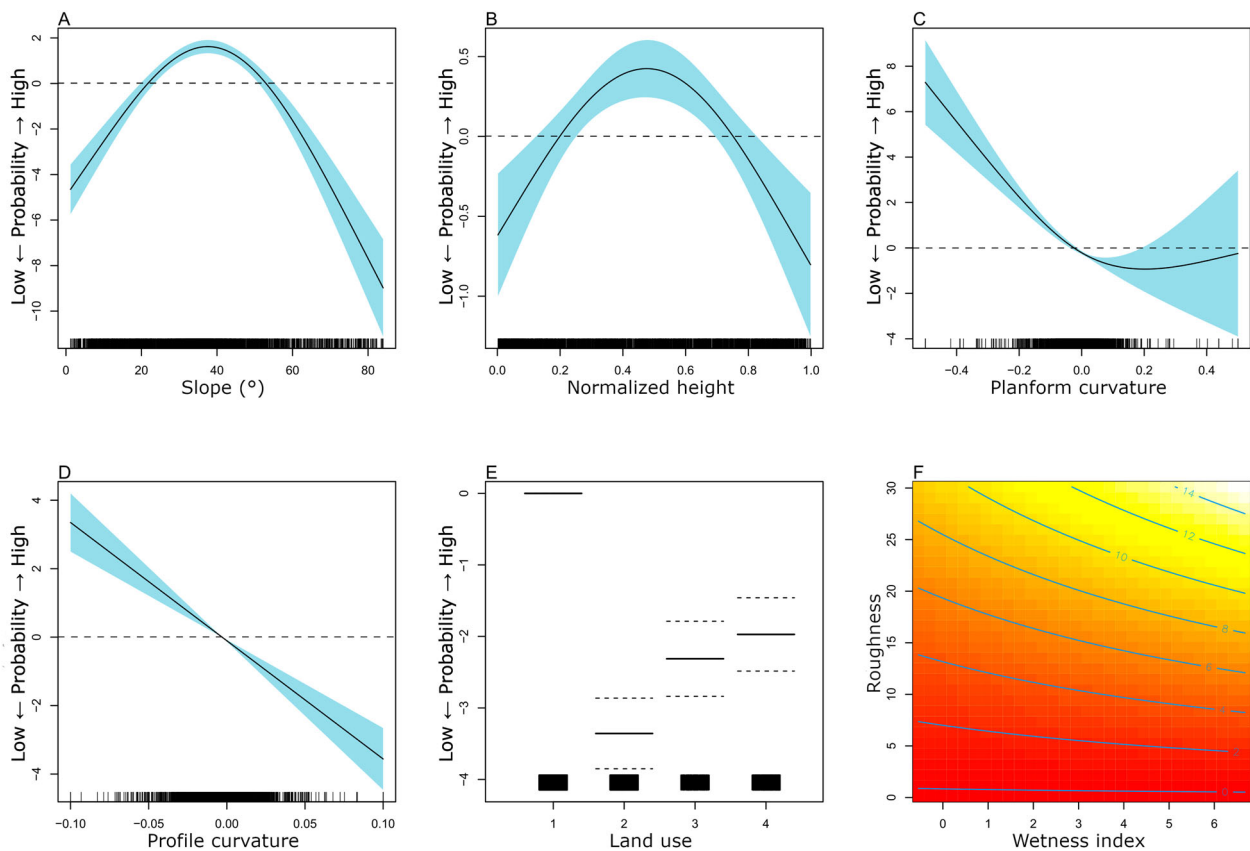 A
Low ← Probability → High
2
0
−2
−4
−6
−8
−10
0 20 40 60 80
Slope (°)
B
Low ← Probability → High
0.5
0.0
−0.5
−1.0
0.0 0.2 0.4 0.6 0.8 1.0
Normalized height
C
Low ← Probability → High
8
6
4
2
0
−2
−4
−0.4 −0.2 0.0 0.2 0.4
Planform curvature
D
Low ← Probability → High
4
2
0
−2
−4
−0.10 −0.05 0.00 0.05 0.10
Profile curvature
E
Low ← Probability → High
0
−1
−2
−3
−4
1 2 3 4
Land use
F
Roughness
30
25
20
15
10
5
0
14
12
10
8
6
0
0 1 2 3 4 5 6
Wetness index